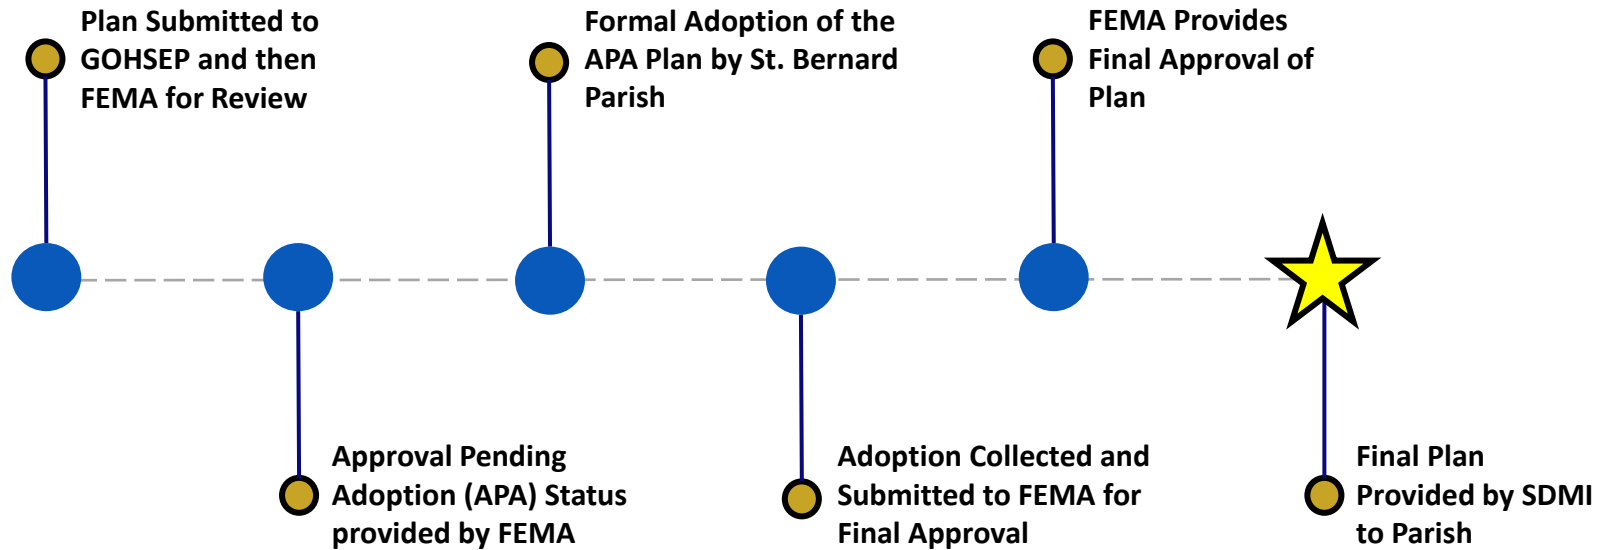 Plan Submitted to
GOHSEP and then
FEMA for Review
Approval Pending
Adoption (APA) Status
provided by FEMA
Formal Adoption of the
APA Plan by St. Bernard
Parish
Adoption Collected and
Submitted to FEMA for
Final Approval
FEMA Provides
Final Approval of
Plan
Final Plan
Provided by SDMI
to Parish